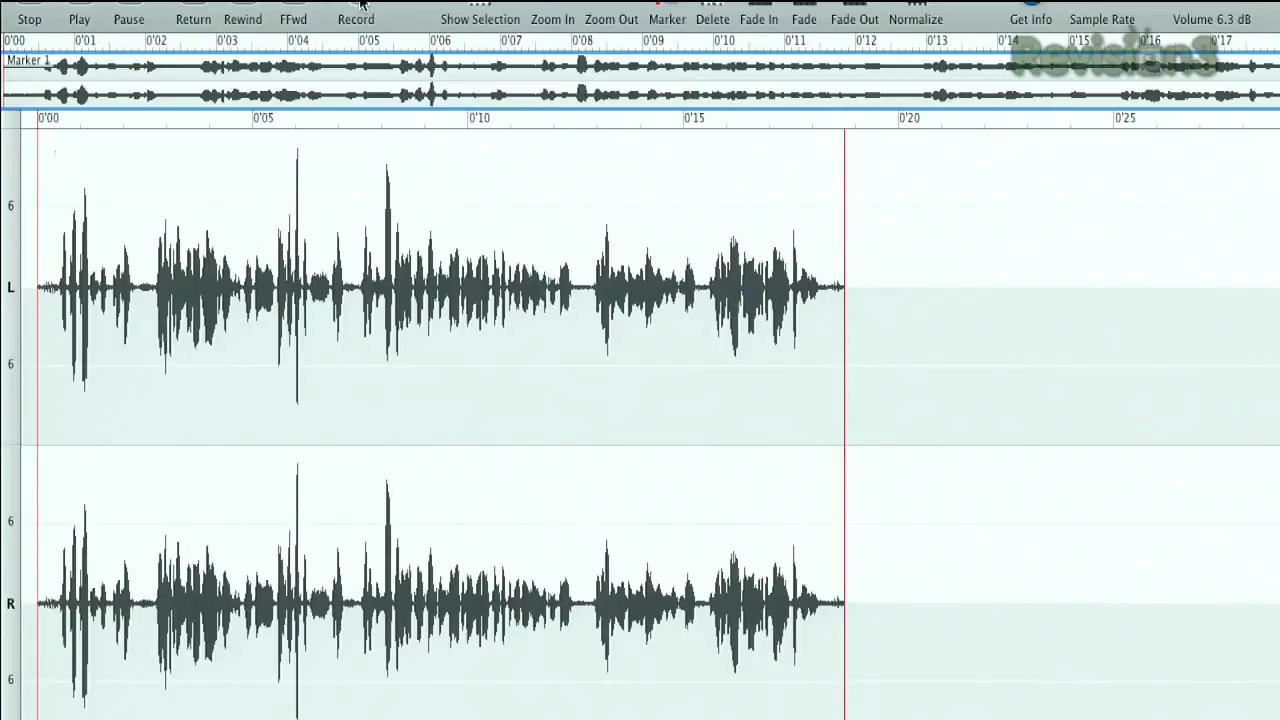 Stop Play Pause Return Rewind FFwd Record Show Selection Zoom In Zoom Out Marker Delete Fade In Fade Fade Out Normalize Get Info Sample Rate Volume 6.3 dB
0'00 0'01 0'02 0'03 0'04 0'05 0'06 0'07 0'08 0'09 0'10 0'11 0'12 0'13 0'14 0'15 0'16 0'17
Revision3
Marker 1
0'00 0'05 0'10 0'15 0'20 0'25
6
L
6
6
R
6